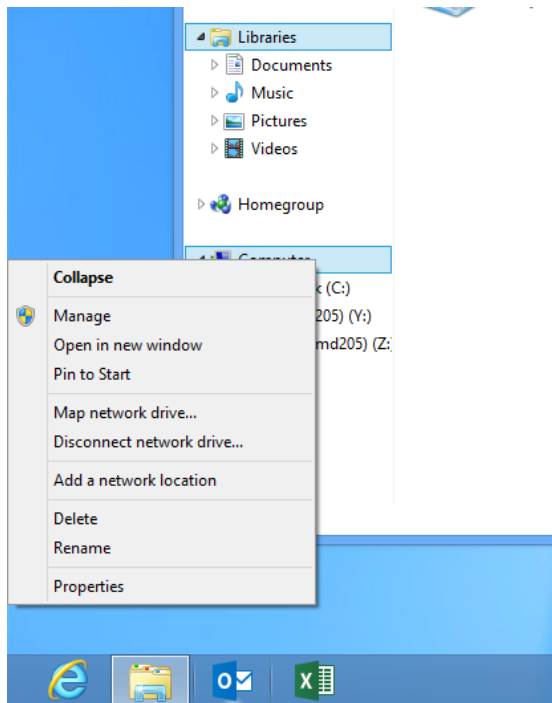 Libraries
Documents
Music
Pictures
Videos
Homegroup
Computer
Collapse
(C:)
Manage
205) (Y:)
Open in new window
md205) (Z:
Pin to Start
Map network drive...
Disconnect network drive...
Add a network location
Delete
Rename
Properties